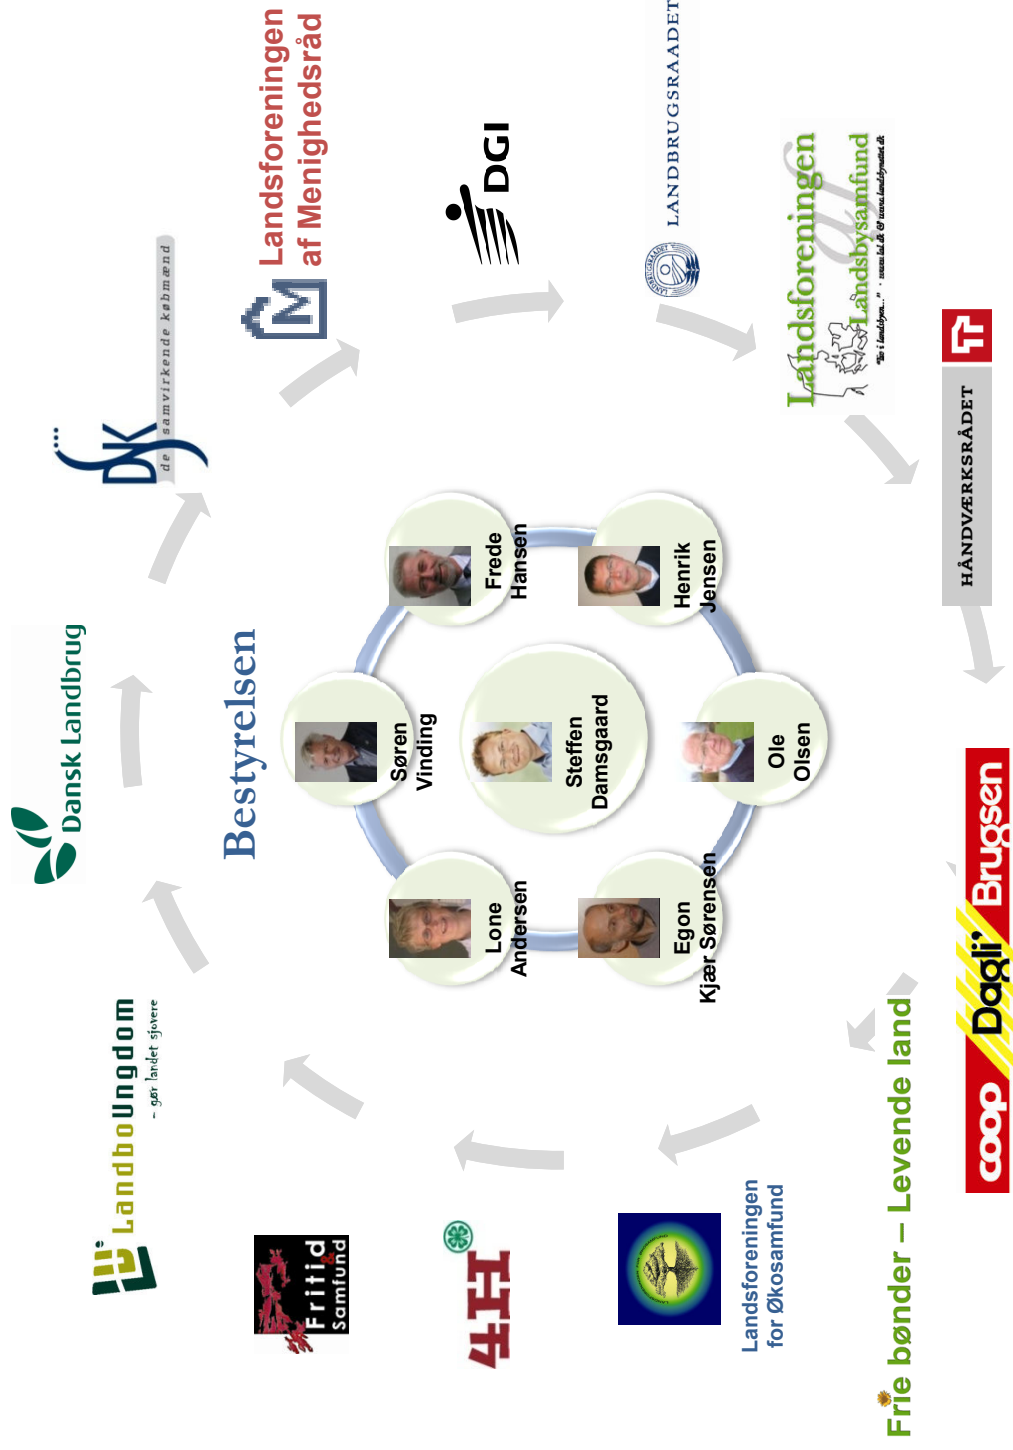 Dansk Landbrug
DSK
de samvirkende købmænd
Landsforeningen
af Menighedsråd
M
DGI
LANDBRUGSRAADET
LANDBRUGSRAADET
Landsforeningen
af
Landsbysamfund
HÅNDVÆRKSRÅDET
coop Dagli' Brugsen
Frie bønder – Levende land
Landsforeningen
for Økosamfund
4H
Fritid
&
Samfund
LandboUngdom
– gør landet sjovere
Bestyrelsen
Søren
Vinding
Frede
Hansen
Henrik
Jensen
Ole
Olsen
Egon
Kjær Sørensen
Lone
Andersen
Steffen
Damsgaard